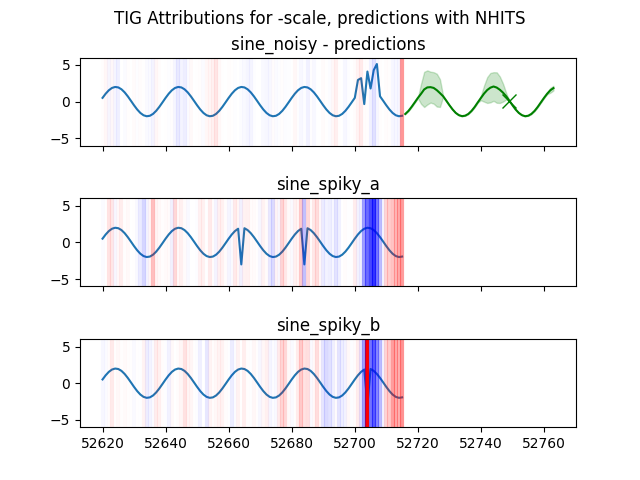 TIG Attributions for -scale, predictions with NHITS
sine_noisy - predictions
5
0
−5
sine_spiky_a
5
0
−5
sine_spiky_b
5
0
−5
52620 52640 52660 52680 52700 52720 52740 52760